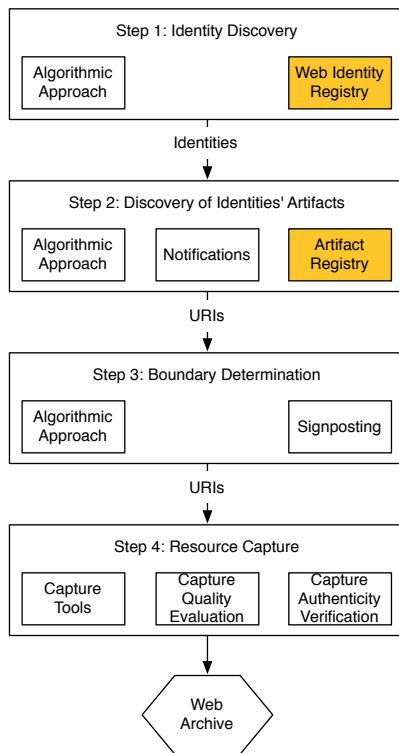 Step 1: Identity Discovery
Algorithmic
Approach
Web Identity
Registry
Identities
Step 2: Discovery of Identities' Artifacts
Algorithmic
Approach
Notifications
Artifact
Registry
URIs
Step 3: Boundary Determination
Algorithmic
Approach
Signposting
URIs
Step 4: Resource Capture
Capture
Tools
Capture
Quality
Evaluation
Capture
Authenticity
Verification
Web
Archive